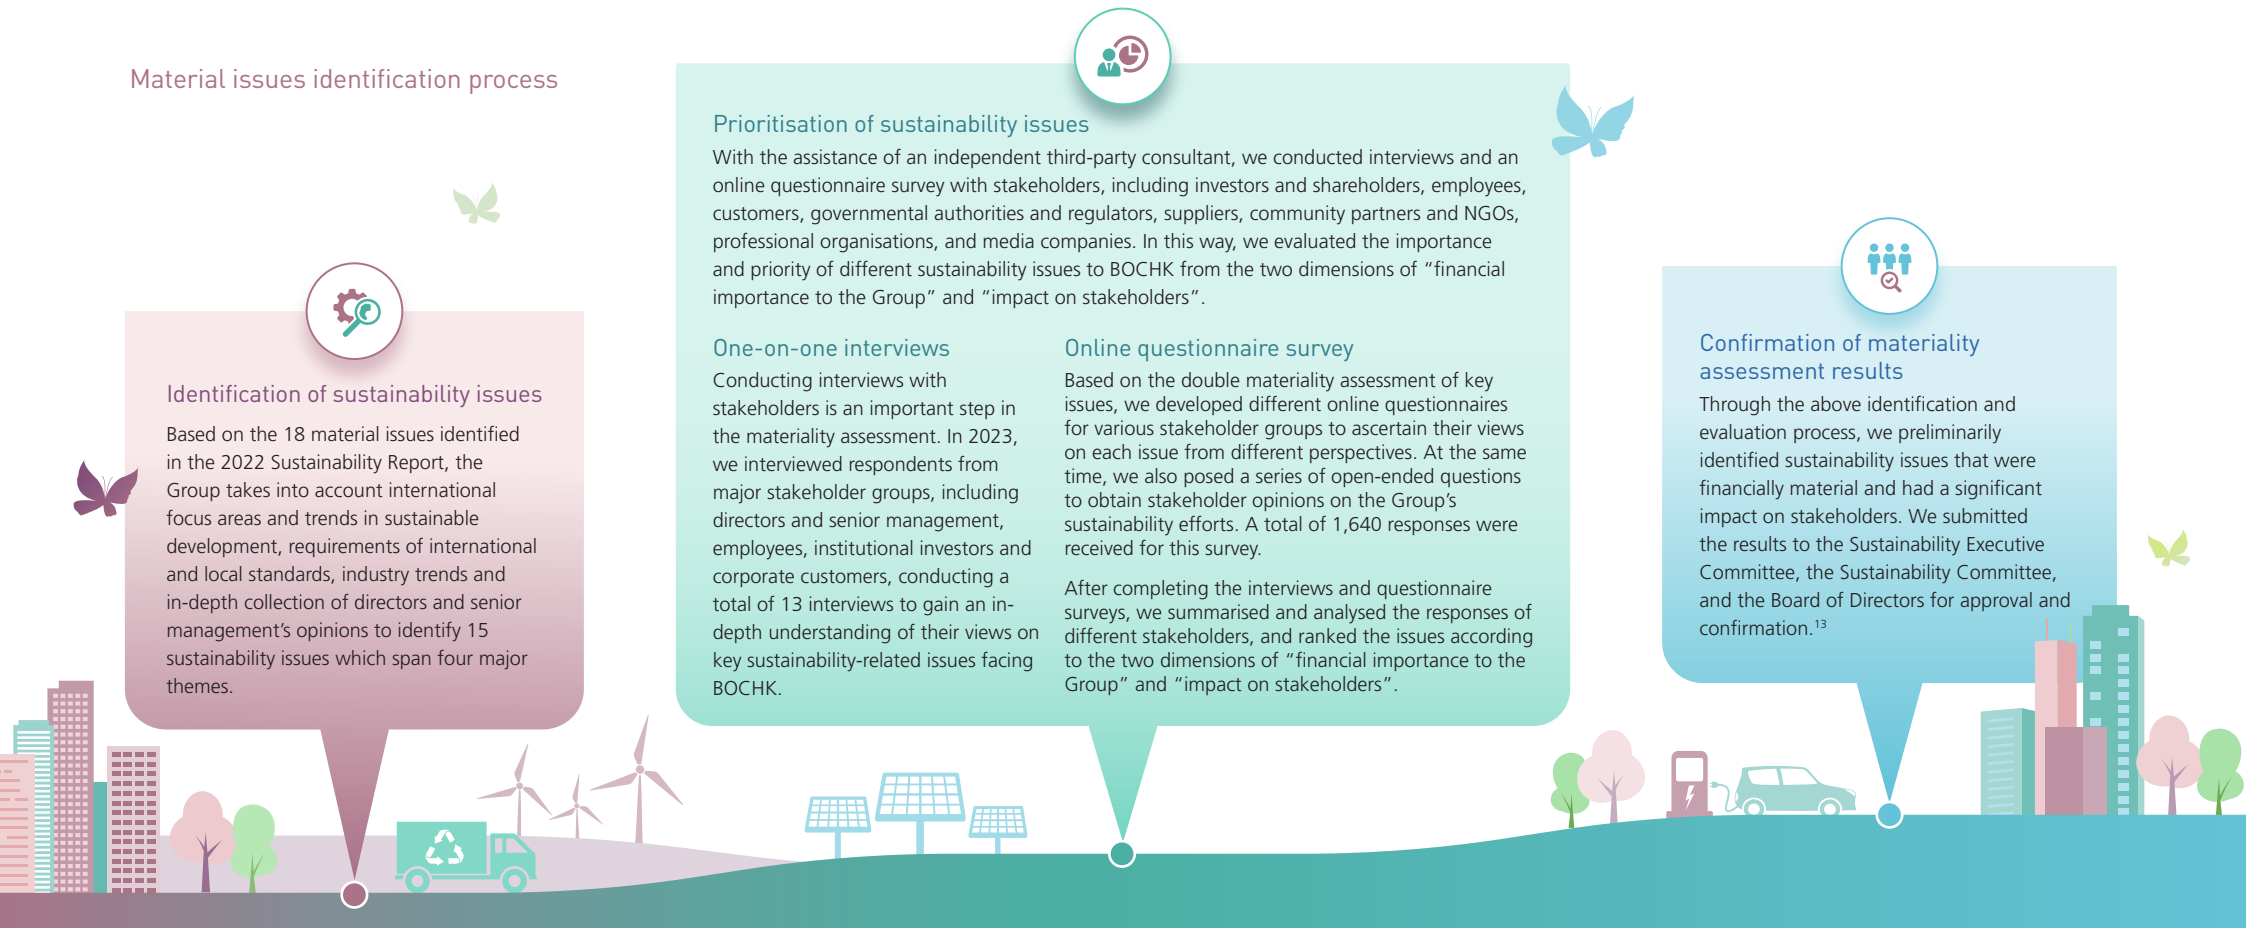 Material issues identification process
Identification of sustainability issues
Based on the 18 material issues identified
in the 2022 Sustainability Report, the
Group takes into account international
focus areas and trends in sustainable
development, requirements of international
and local standards, industry trends and
in-depth collection of directors and senior
management's opinions to identify 15
sustainability issues which span four major
themes.
Prioritisation of sustainability issues
With the assistance of an independent third-party consultant, we conducted interviews and an
online questionnaire survey with stakeholders, including investors and shareholders, employees,
customers, governmental authorities and regulators, suppliers, community partners and NGOs,
professional organisations, and media companies. In this way, we evaluated the importance
and priority of different sustainability issues to BOCHK from the two dimensions of “financial
importance to the Group” and “impact on stakeholders”.
One-on-one interviews
Conducting interviews with
stakeholders is an important step in
the materiality assessment. In 2023,
we interviewed respondents from
major stakeholder groups, including
directors and senior management,
employees, institutional investors and
corporate customers, conducting a
total of 13 interviews to gain an in-
depth understanding of their views on
key sustainability-related issues facing
BOCHK.
Online questionnaire survey
Based on the double materiality assessment of key
issues, we developed different online questionnaires
for various stakeholder groups to ascertain their views
on each issue from different perspectives. At the same
time, we also posed a series of open-ended questions
to obtain stakeholder opinions on the Group's
sustainability efforts. A total of 1,640 responses were
received for this survey.
After completing the interviews and questionnaire
surveys, we summarised and analysed the responses of
different stakeholders, and ranked the issues according
to the two dimensions of “financial importance to the
Group” and “impact on stakeholders”.
Confirmation of materiality
assessment results
Through the above identification and
evaluation process, we preliminarily
identified sustainability issues that were
financially material and had a significant
impact on stakeholders. We submitted
the results to the Sustainability Executive
Committee, the Sustainability Committee,
and the Board of Directors for approval and
confirmation.¹³